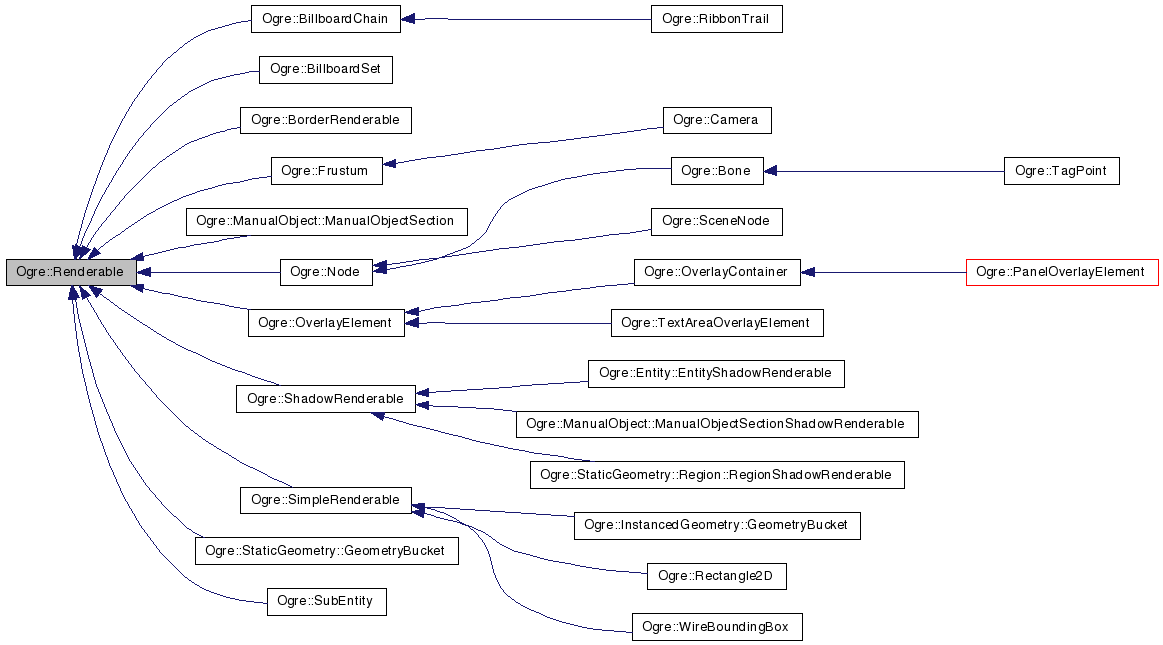 Ogre::BillboardChain
Ogre::RibbonTrail
Ogre::BillboardSet
Ogre::BorderRenderable
Ogre::Camera
Ogre::Frustum
Ogre::Bone
Ogre::TagPoint
Ogre::ManualObject::ManualObjectSection
Ogre::SceneNode
Ogre::Renderable
Ogre::Node
Ogre::OverlayContainer
Ogre::PanelOverlayElement
Ogre::OverlayElement
Ogre::TextAreaOverlayElement
Ogre::Entity::EntityShadowRenderable
Ogre::ShadowRenderable
Ogre::ManualObject::ManualObjectSectionShadowRenderable
Ogre::StaticGeometry::Region::RegionShadowRenderable
Ogre::SimpleRenderable
Ogre::InstancedGeometry::GeometryBucket
Ogre::StaticGeometry::GeometryBucket
Ogre::Rectangle2D
Ogre::SubEntity
Ogre::WireBoundingBox